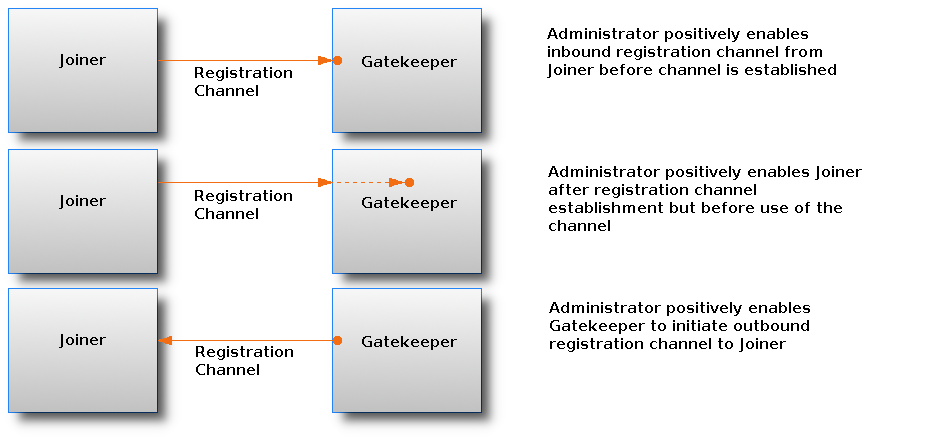 Joiner
Registration
Channel
Gatekeeper
Administrator positively enables
inbound registration channel from
Joiner before channel is established
Joiner
Registration
Channel
Gatekeeper
Administrator positively enables Joiner
after registration channel
establishment but before use of the
channel
Joiner
Registration
Channel
Gatekeeper
Administrator positively enables
Gatekeeper to initiate outbound
registration channel to Joiner